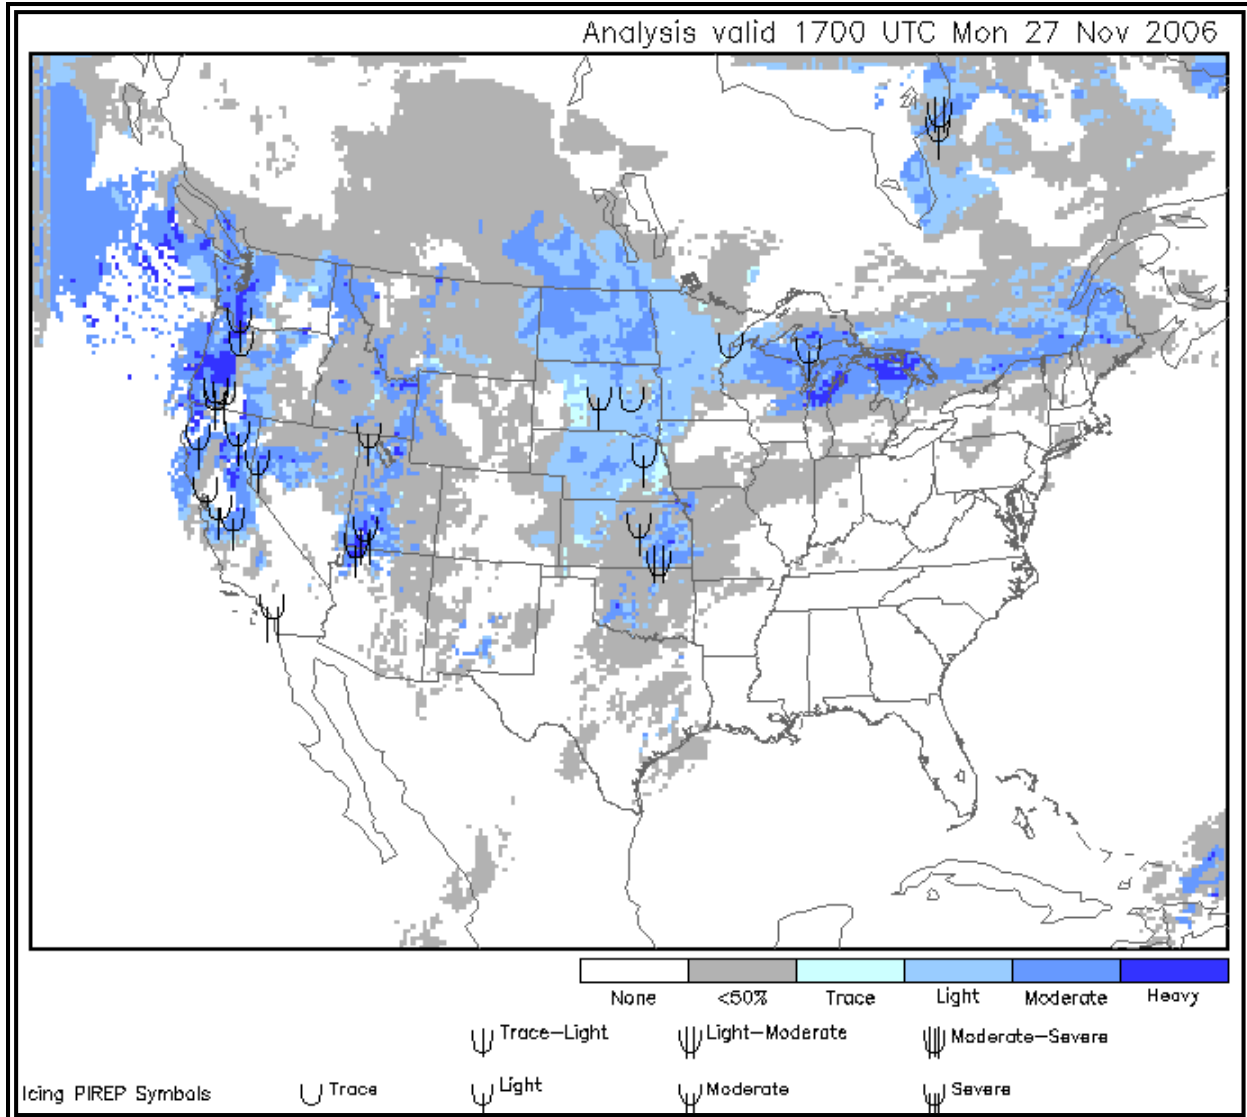 Analysis valid 1700 UTC Mon 27 Nov 2006
None <50% Trace Light Moderate Heavy
Trace-Light Light-Moderate Moderate-Severe
Icing PIREP Symbols Trace Light Moderate Severe